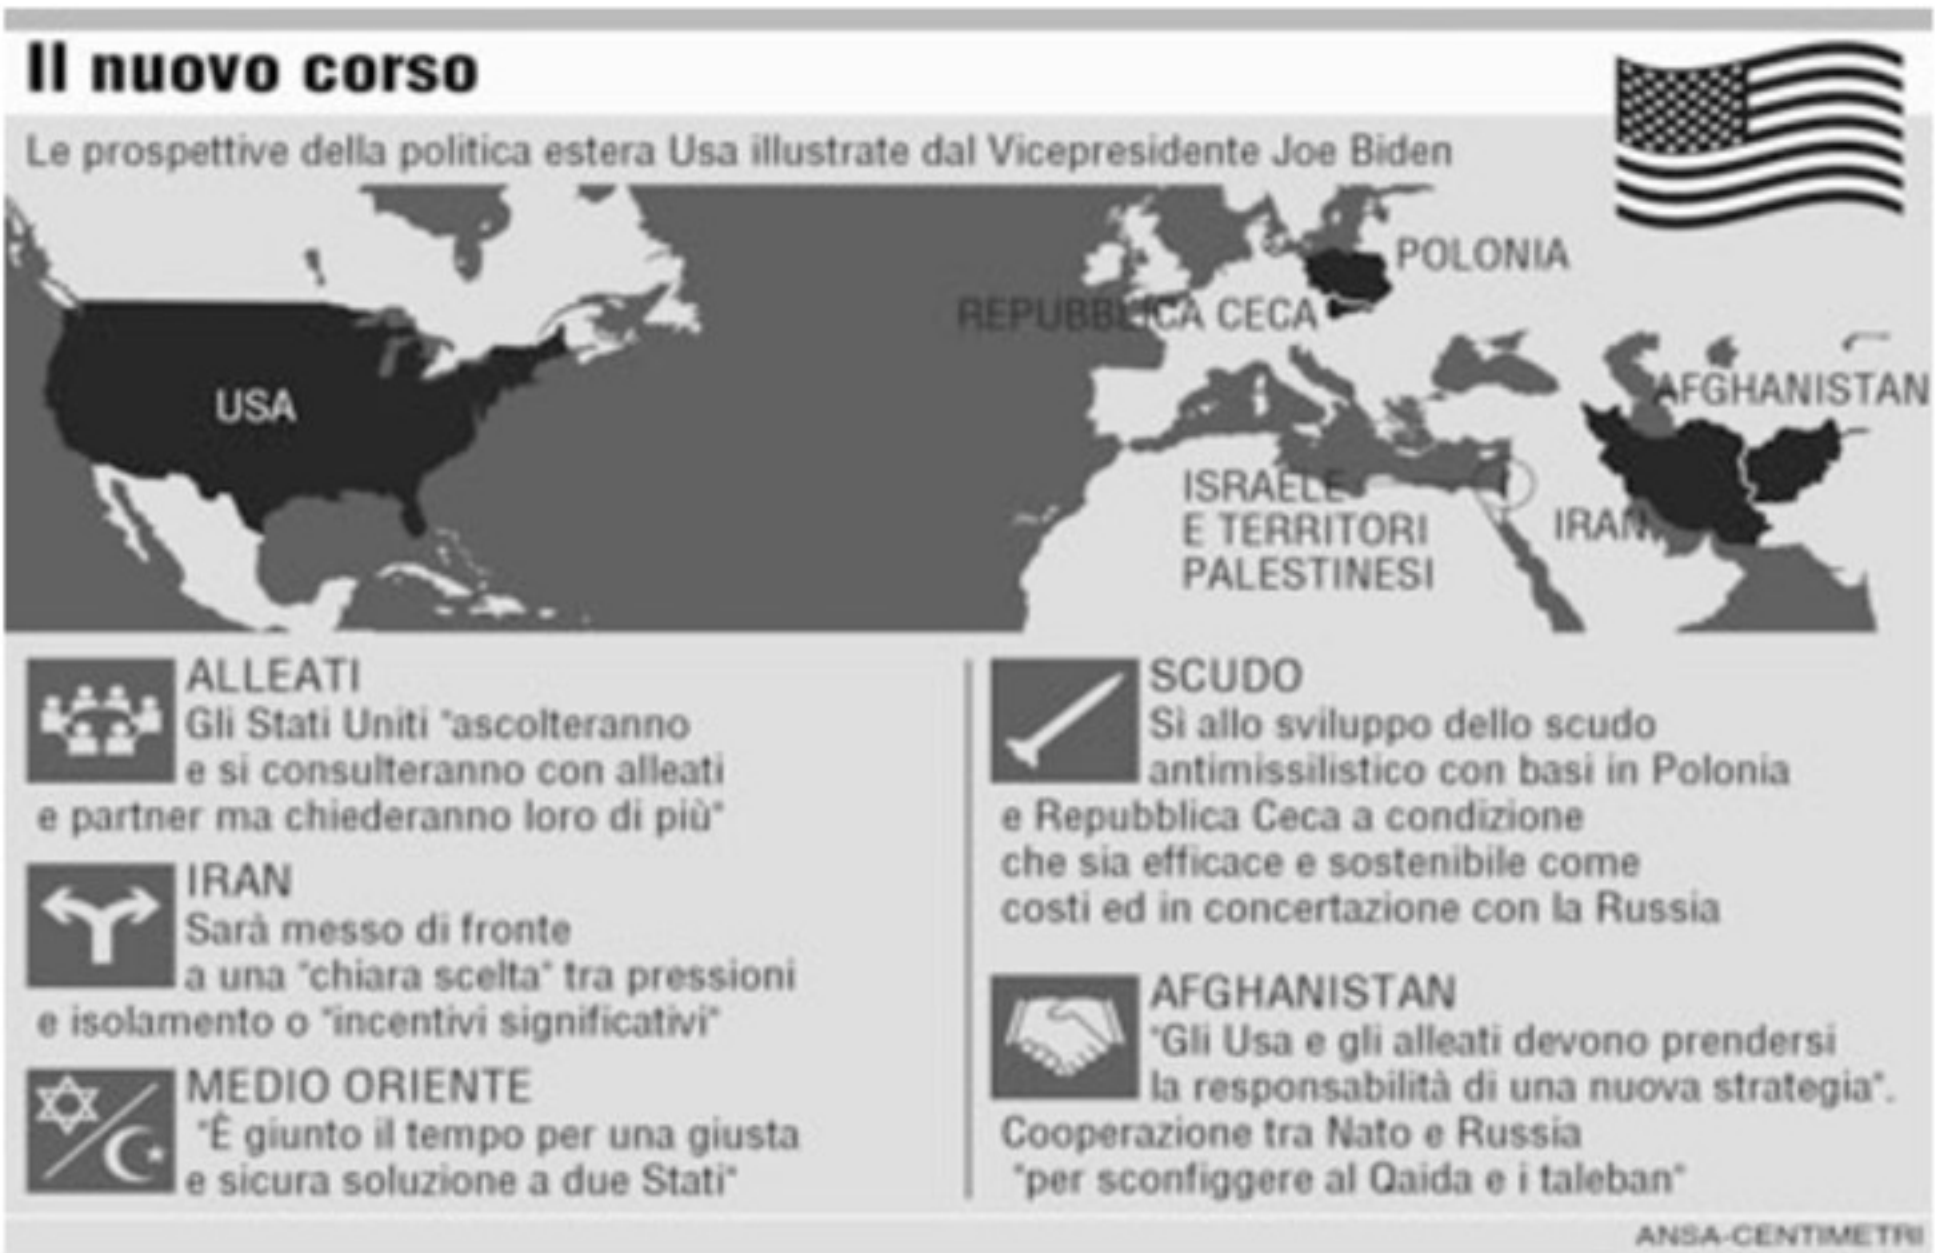 Il nuovo corso
Le prospettive della politica estera Usa illustrate dal Vicepresidente Joe Biden
POLONIA
REPUBBLICA CECA
AFGHANISTAN
USA
ISRAELE
E TERRITORI
PALESTINESI
IRAN
ALLEATI
Gli Stati Uniti "ascolteranno
e si consulteranno con alleati
e partner ma chiederanno loro di più"
IRAN
Sarà messo di fronte
a una "chiara scelta" tra pressioni
e isolamento o "incentivi significativi"
MEDIO ORIENTE
"È giunto il tempo per una giusta
e sicura soluzione a due Stati"
SCUDO
Sì allo sviluppo dello scudo
antimissilistico con basi in Polonia
e Repubblica Ceca a condizione
che sia efficace e sostenibile come
costi ed in concertazione con la Russia
AFGHANISTAN
"Gli Usa e gli alleati devono prendersi
la responsabilità di una nuova strategia".
Cooperazione tra Nato e Russia
"per sconfiggere al Qaida e i taleban"
ANSA-CENTIMETRI